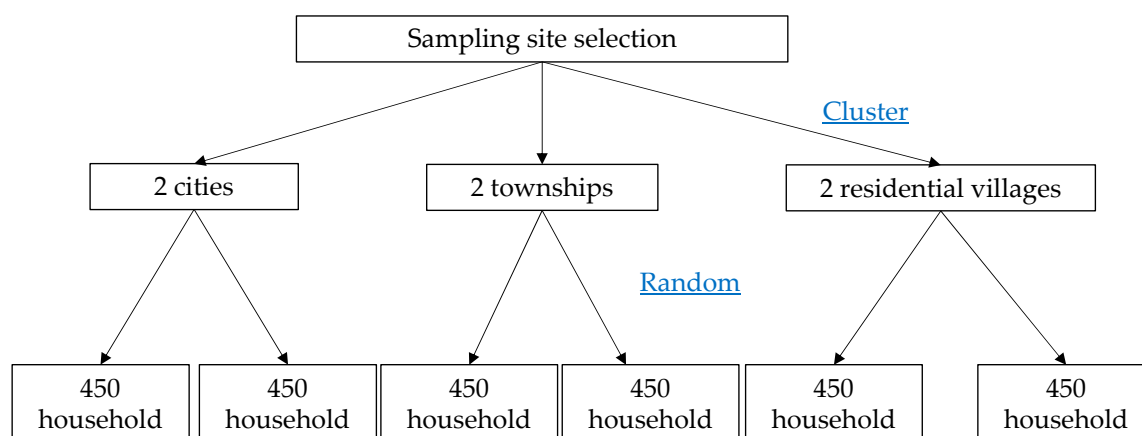 Sampling site selection
Cluster
2 cities
2 townships
2 residential villages
Random
450
household
450
household
450
household
450
household
450
household
450
household